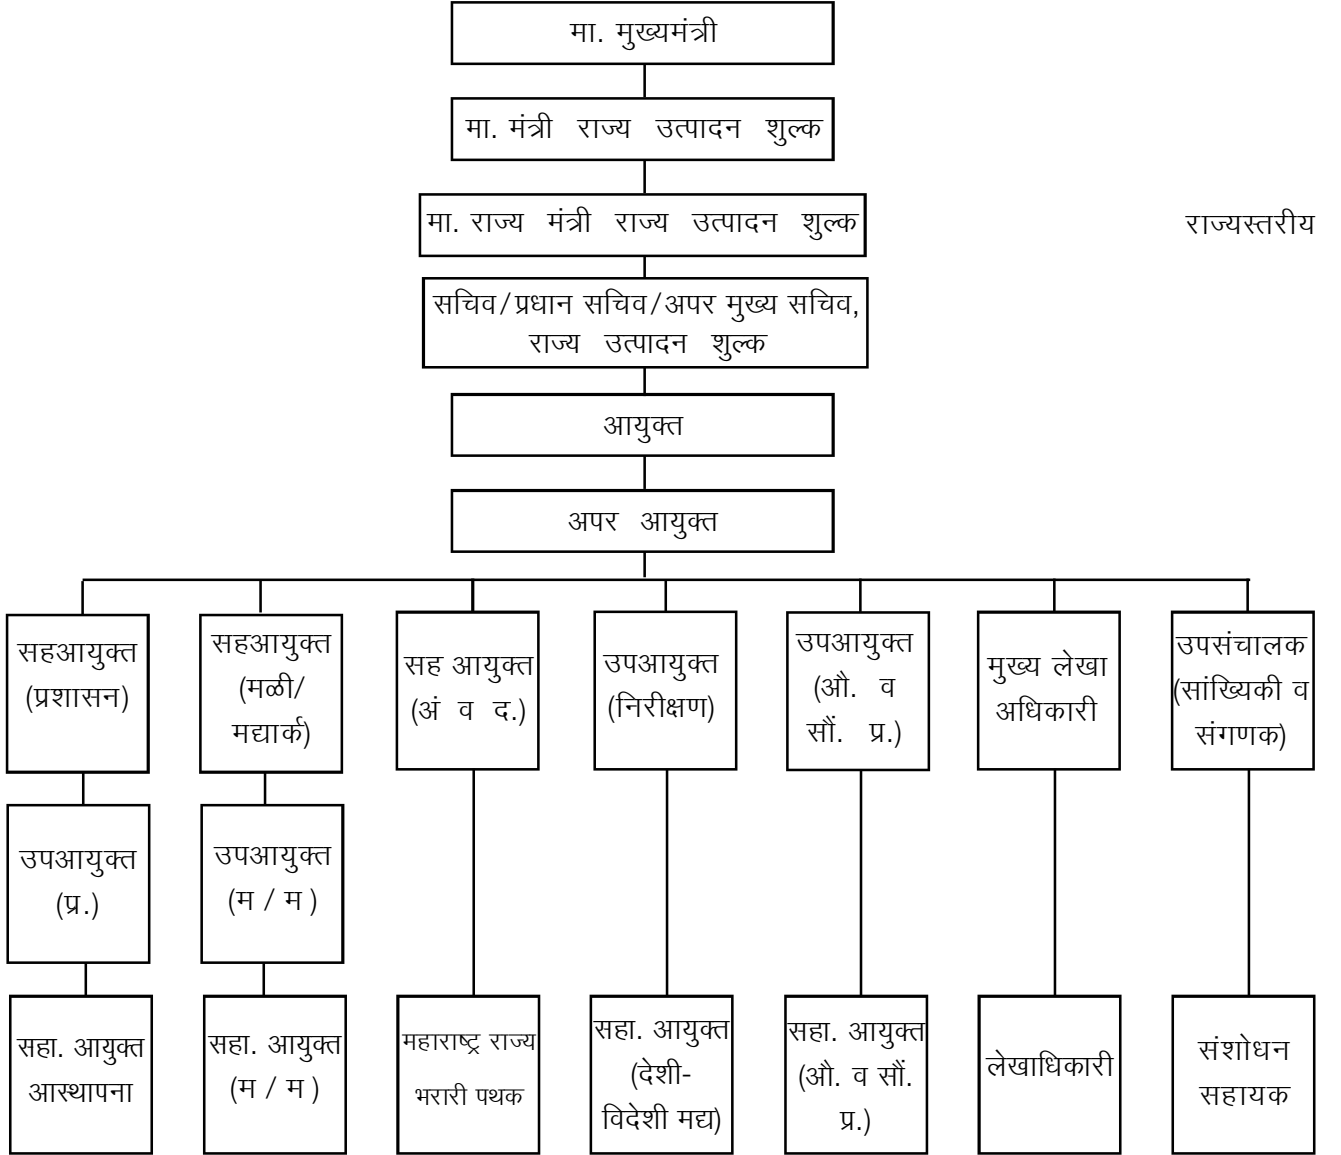 मा. मुख्यमंत्री
मा. मंत्री राज्य उत्पादन शुल्क
मा. राज्य मंत्री राज्य उत्पादन शुल्क
राज्यस्तरीय
सचिव/प्रधान सचिव/अपर मुख्य सचिव,
राज्य उत्पादन शुल्क
आयुक्त
अपर आयुक्त
सहआयुक्त
(प्रशासन)
सहआयुक्त
(मळी/
मद्यार्क)
सह आयुक्त
(अं व द.)
उपआयुक्त
(निरीक्षण)
उपआयुक्त
(औ. व
सौं. प्र.)
मुख्य लेखा
अधिकारी
उपसंचालक
(सांख्यिकी व
संगणक)
उपआयुक्त
(प्र.)
उपआयुक्त
(म / म )
सहा. आयुक्त
आस्थापना
सहा. आयुक्त
(म / म )
महाराष्ट्र राज्य
भरारी पथक
सहा. आयुक्त
(देशी-
विदेशी मद्य)
सहा. आयुक्त
(औ. व सौं.
प्र.)
लेखाधिकारी
संशोधन
सहायक